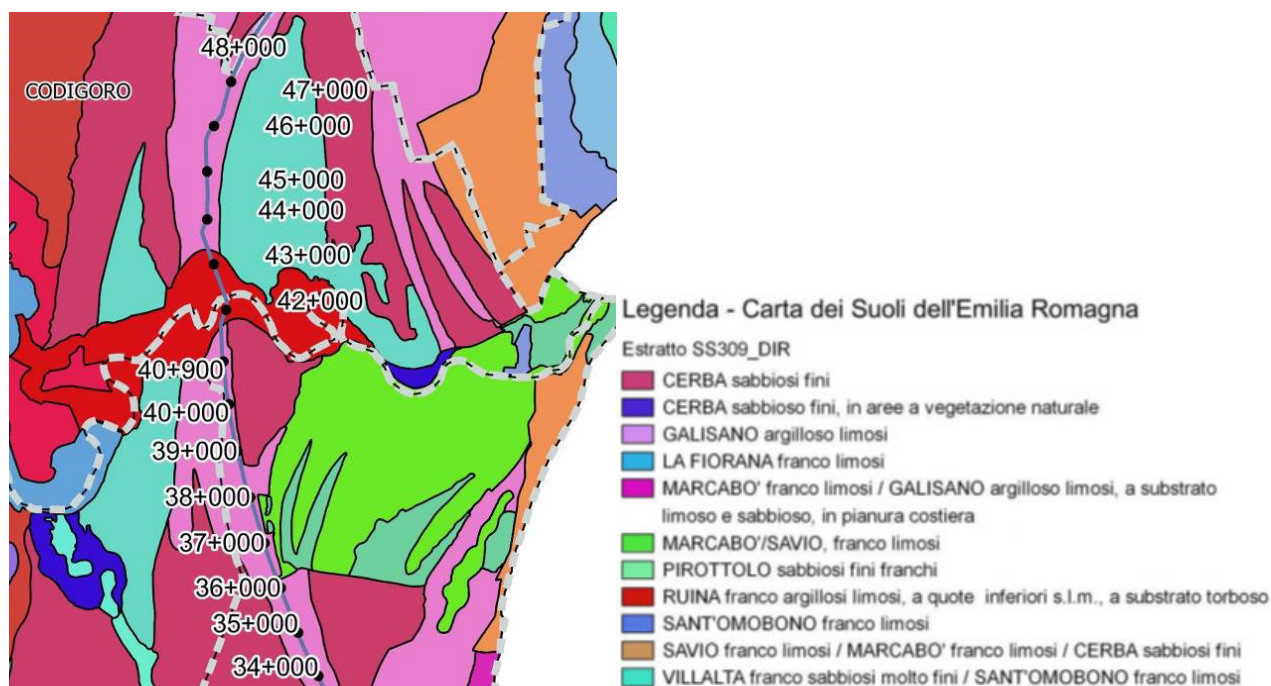 48+000
CODIGORO
47+000
46+000
45+000
44+000
43+000
42+000
40+900
40+000
39+000
38+000
37+000
36+000
35+000
34+000
Legenda - Carta dei Suoli dell'Emilia Romagna
Estratto SS309_DIR
CERBA sabbiosi fini
CERBA sabbioso fini, in aree a vegetazione naturale
GALISANO argilloso limosi
LA FIORANA franco limosi
MARCABO' franco limosi / GALISANO argilloso limosi, a substrato
limoso e sabbioso, in pianura costiera
MARCABO'/SAVIO, franco limosi
PIROTTOLO sabbiosi fini franchi
RUINA franco argillosi limosi, a quote inferiori s.l.m., a substrato torboso
SANT'OMOBONO franco limosi
SAVIO franco limosi / MARCABO' franco limosi / CERBA sabbiosi fini
VILLALTA franco sabbiosi molto fini / SANT'OMOBONO franco limosi